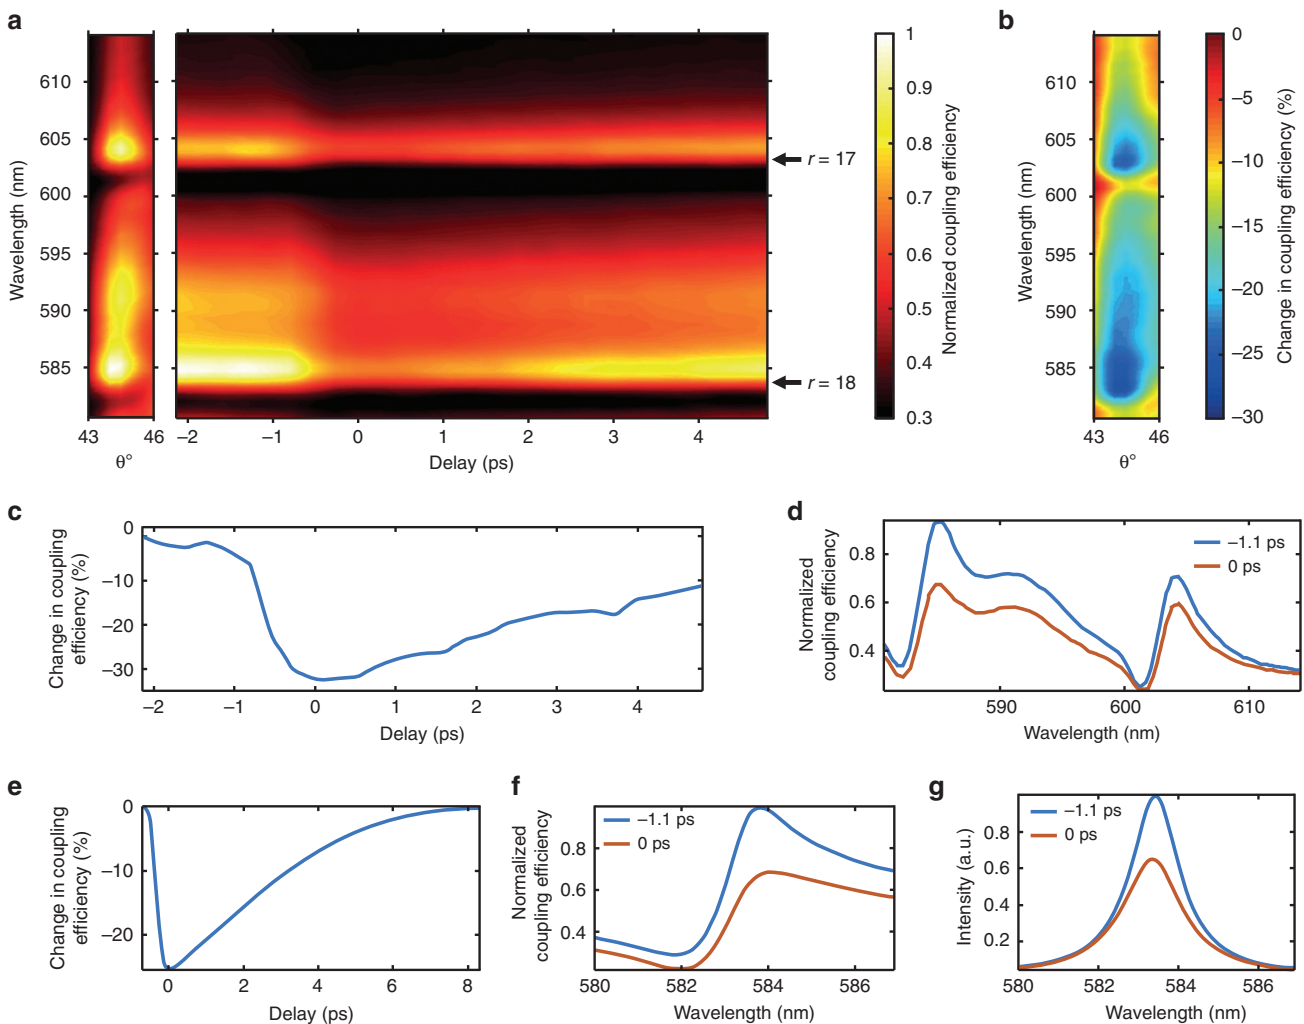 a
Wavelength (nm)
610
605
600
595
590
585
43
46
θ°
–2
–1
0
1
2
3
4
Delay (ps)
r = 17
r = 18
1
0.9
0.8
0.7
0.6
0.5
0.4
0.3
Normalized coupling efficiency
b
Wavelength (nm)
610
605
600
595
590
585
43
46
θ°
0
–5
–10
–15
–20
–25
–30
Change in coupling efficiency (%)
c
Change in coupling
efficiency (%)
0
–10
–20
–30
–2
–1
0
1
2
3
4
Delay (ps)
d
Normalized
coupling efficiency
0.8
0.6
0.4
–1.1 ps
0 ps
590
600
610
Wavelength (nm)
e
Change in coupling
efficiency (%)
0
–10
–20
0
2
4
6
8
Delay (ps)
f
Normalized
coupling efficiency
0.8
0.6
0.4
–1.1 ps
0 ps
580
582
584
586
Wavelength (nm)
g
Intensity (a.u.)
0.8
0.6
0.4
0.2
–1.1 ps
0 ps
580
582
584
586
Wavelength (nm)